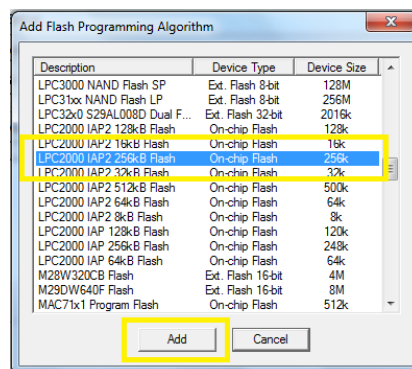 Add Flash Programming Algorithm
Description Device Type Device Size
LPC3000 NAND Flash SP Ext. Flash 8-bit 128M
LPC31xx NAND Flash LP Ext. Flash 8-bit 256M
LPC32x0 S29AL008D Dual F... Ext. Flash 32-bit 2016k
LPC2000 IAP2 128kB Flash On-chip Flash 128k
LPC2000 IAP2 16kB Flash On-chip Flash 16k
LPC2000 IAP2 256kB Flash On-chip Flash 256k
LPC2000 IAP2 32kB Flash On-chip Flash 32k
LPC2000 IAP2 512kB Flash On-chip Flash 500k
LPC2000 IAP2 64kB Flash On-chip Flash 64k
LPC2000 IAP2 8kB Flash On-chip Flash 8k
LPC2000 IAP 128kB Flash On-chip Flash 120k
LPC2000 IAP 256kB Flash On-chip Flash 248k
LPC2000 IAP 64kB Flash On-chip Flash 64k
M28W320CB Flash Ext. Flash 16-bit 4M
M29DW640F Flash Ext. Flash 16-bit 8M
MAC71x1 Program Flash On-chip Flash 512k
Add Cancel